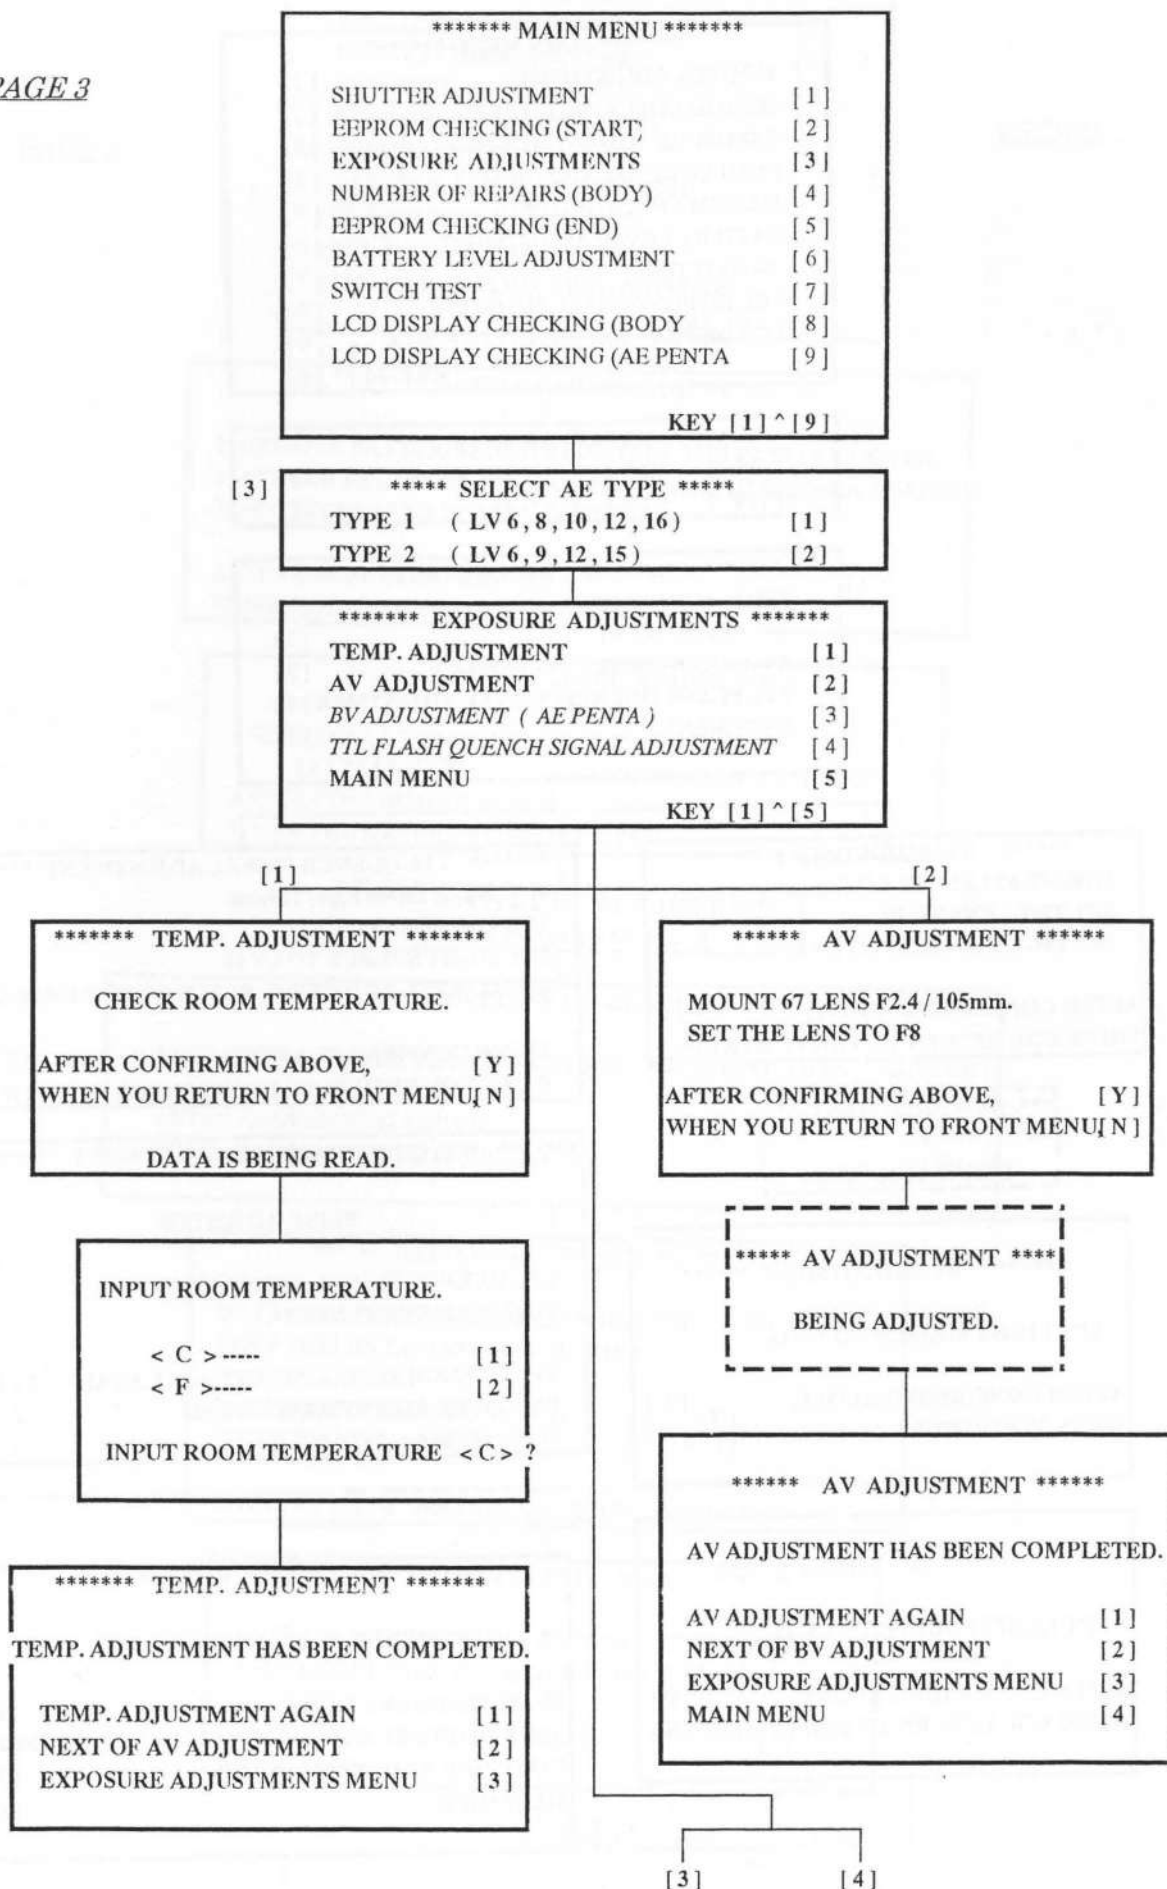 PAGE 3
******* MAIN MENU *******
SHUTTER ADJUSTMENT [ 1 ]
EEPROM CHECKING (START) [ 2 ]
EXPOSURE ADJUSTMENTS [ 3 ]
NUMBER OF REPAIRS (BODY) [ 4 ]
EEPROM CHECKING (END) [ 5 ]
BATTERY LEVEL ADJUSTMENT [ 6 ]
SWITCH TEST [ 7 ]
LCD DISPLAY CHECKING (BODY [ 8 ]
LCD DISPLAY CHECKING (AE PENTA [ 9 ]
KEY [ 1 ] ^ [ 9 ]
[ 3 ]
***** SELECT AE TYPE *****
TYPE 1 ( LV 6 , 8 , 10 , 12 , 16 ) [ 1 ]
TYPE 2 ( LV 6 , 9 , 12 , 15 ) [ 2 ]
******* EXPOSURE ADJUSTMENTS *******
TEMP. ADJUSTMENT [ 1 ]
AV ADJUSTMENT [ 2 ]
BV ADJUSTMENT ( AE PENTA ) [ 3 ]
TTL FLASH QUENCH SIGNAL ADJUSTMENT [ 4 ]
MAIN MENU [ 5 ]
KEY [ 1 ] ^ [ 5 ]
[ 1 ]
******* TEMP. ADJUSTMENT *******
CHECK ROOM TEMPERATURE.
AFTER CONFIRMING ABOVE, [ Y ]
WHEN YOU RETURN TO FRONT MENU[ N ]
DATA IS BEING READ.
INPUT ROOM TEMPERATURE.
< C >----- [ 1 ]
< F >----- [ 2 ]
INPUT ROOM TEMPERATURE < C > ?
******* TEMP. ADJUSTMENT *******
TEMP. ADJUSTMENT HAS BEEN COMPLETED.
TEMP. ADJUSTMENT AGAIN [ 1 ]
NEXT OF AV ADJUSTMENT [ 2 ]
EXPOSURE ADJUSTMENTS MENU [ 3 ]
[ 2 ]
****** AV ADJUSTMENT ******
MOUNT 67 LENS F2.4 / 105mm.
SET THE LENS TO F8
AFTER CONFIRMING ABOVE, [ Y ]
WHEN YOU RETURN TO FRONT MENU[ N ]
***** AV ADJUSTMENT ****
BEING ADJUSTED.
****** AV ADJUSTMENT ******
AV ADJUSTMENT HAS BEEN COMPLETED.
AV ADJUSTMENT AGAIN [ 1 ]
NEXT OF BV ADJUSTMENT [ 2 ]
EXPOSURE ADJUSTMENTS MENU [ 3 ]
MAIN MENU [ 4 ]
[ 3 ] [ 4 ]